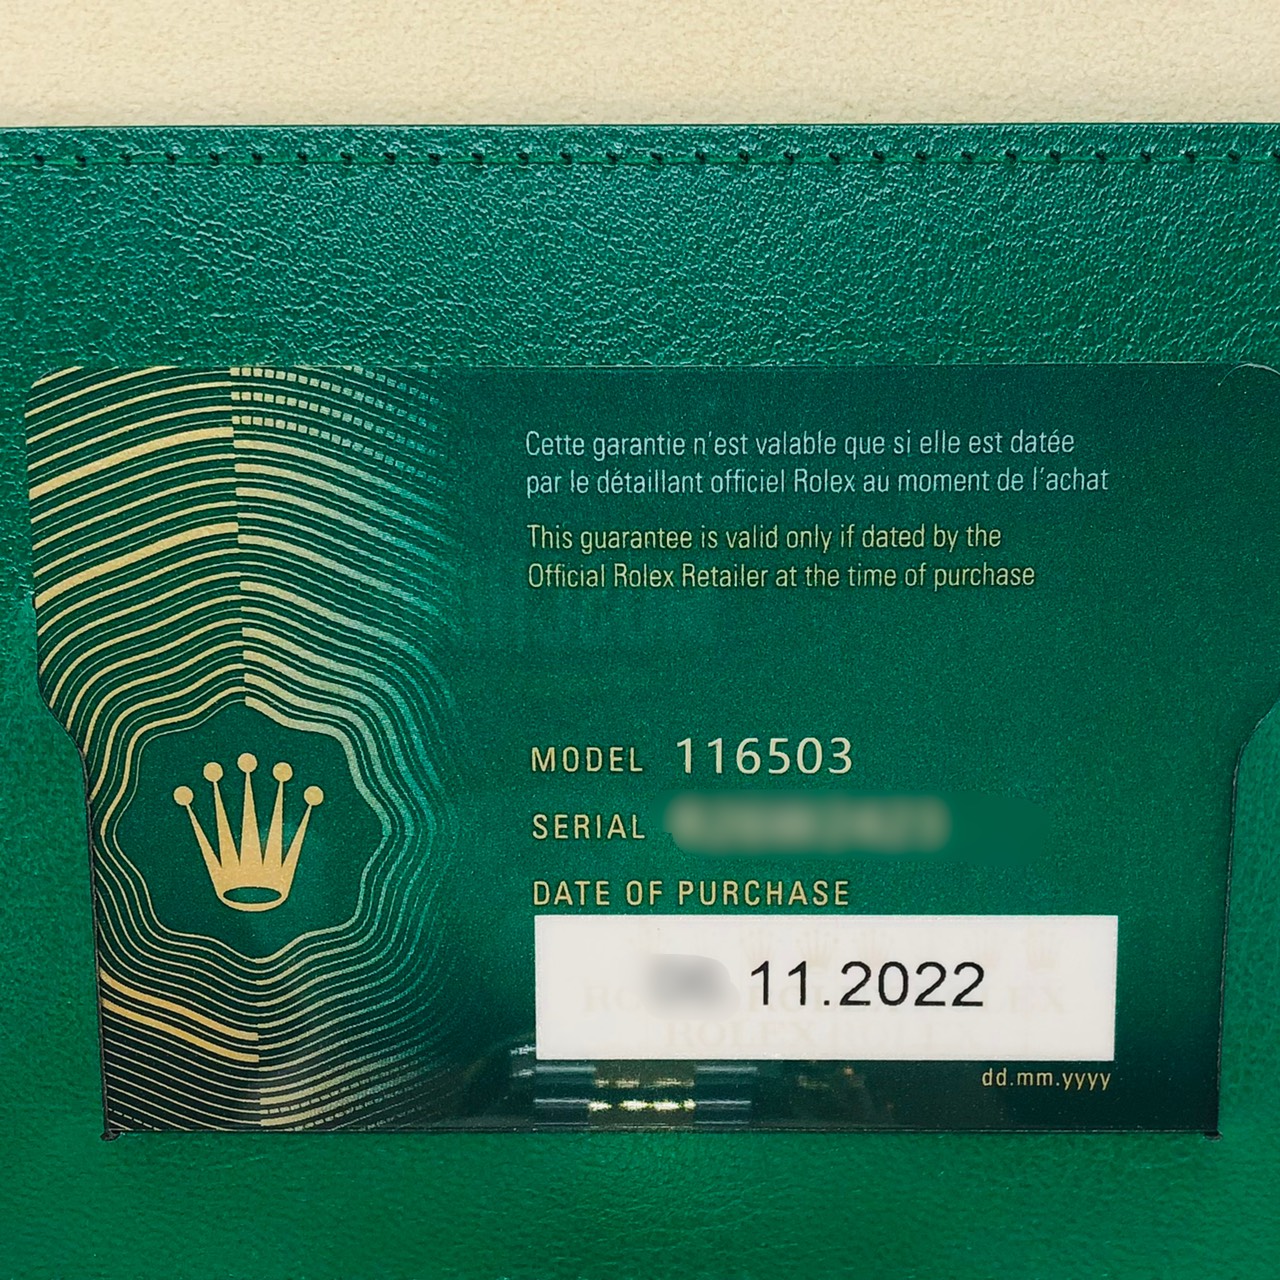 Cette garantie n'est valable que si elle est datée
par le détaillant officiel Rolex au moment de l'achat
This guarantee is valid only if dated by the
Official Rolex Retailer at the time of purchase
MODEL 116503
SERIAL
DATE OF PURCHASE
11.2022
dd.mm.yyyy